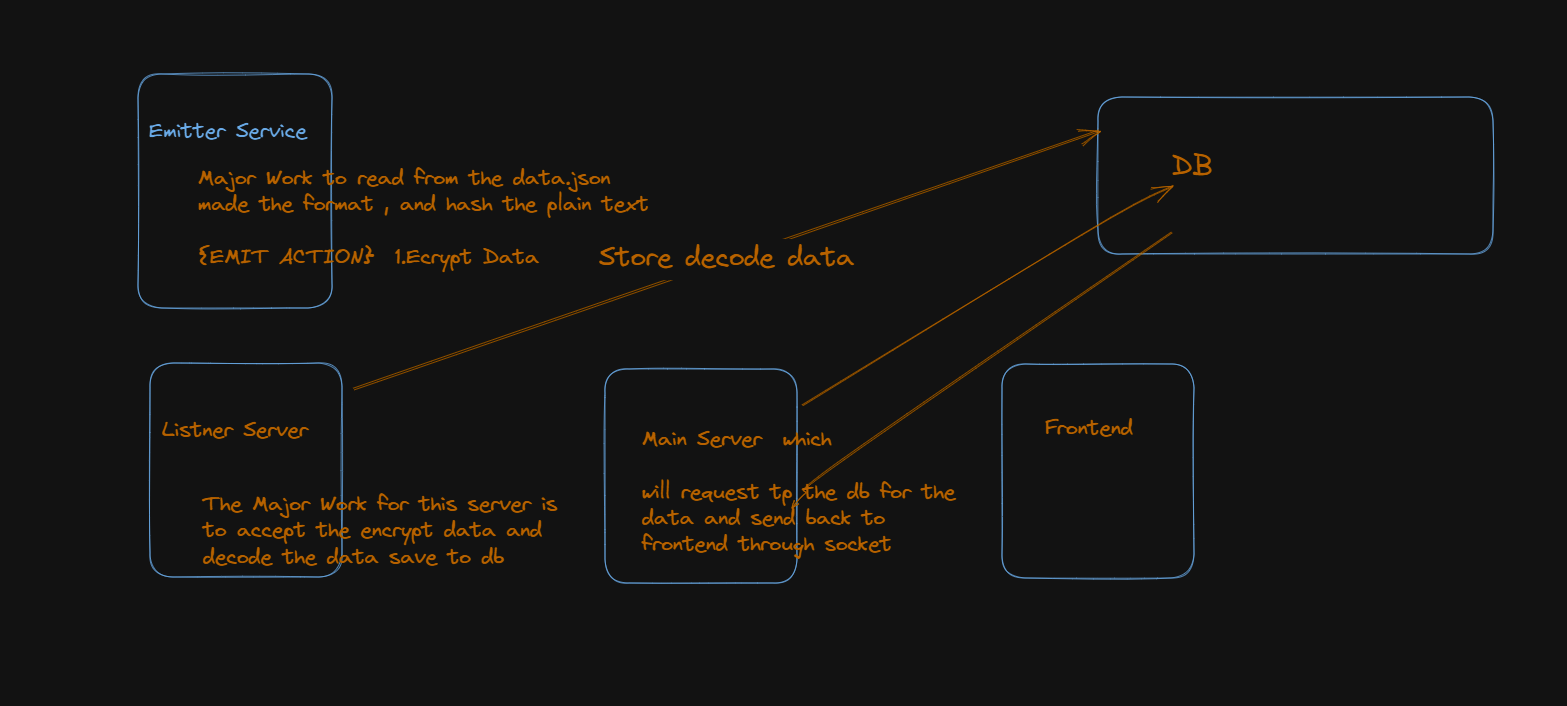 Emitter Service
Major Work to read from the data.json
made the format , and hash the plain text
{EMIT ACTION} 1.Ecrypt Data
Store decode data
DB
Listner Server
The Major Work for this server is
to accept the encrypt data and
decode the data save to db
Main Server which
will request tp the db for the
data and send back to
frontend through socket
Frontend